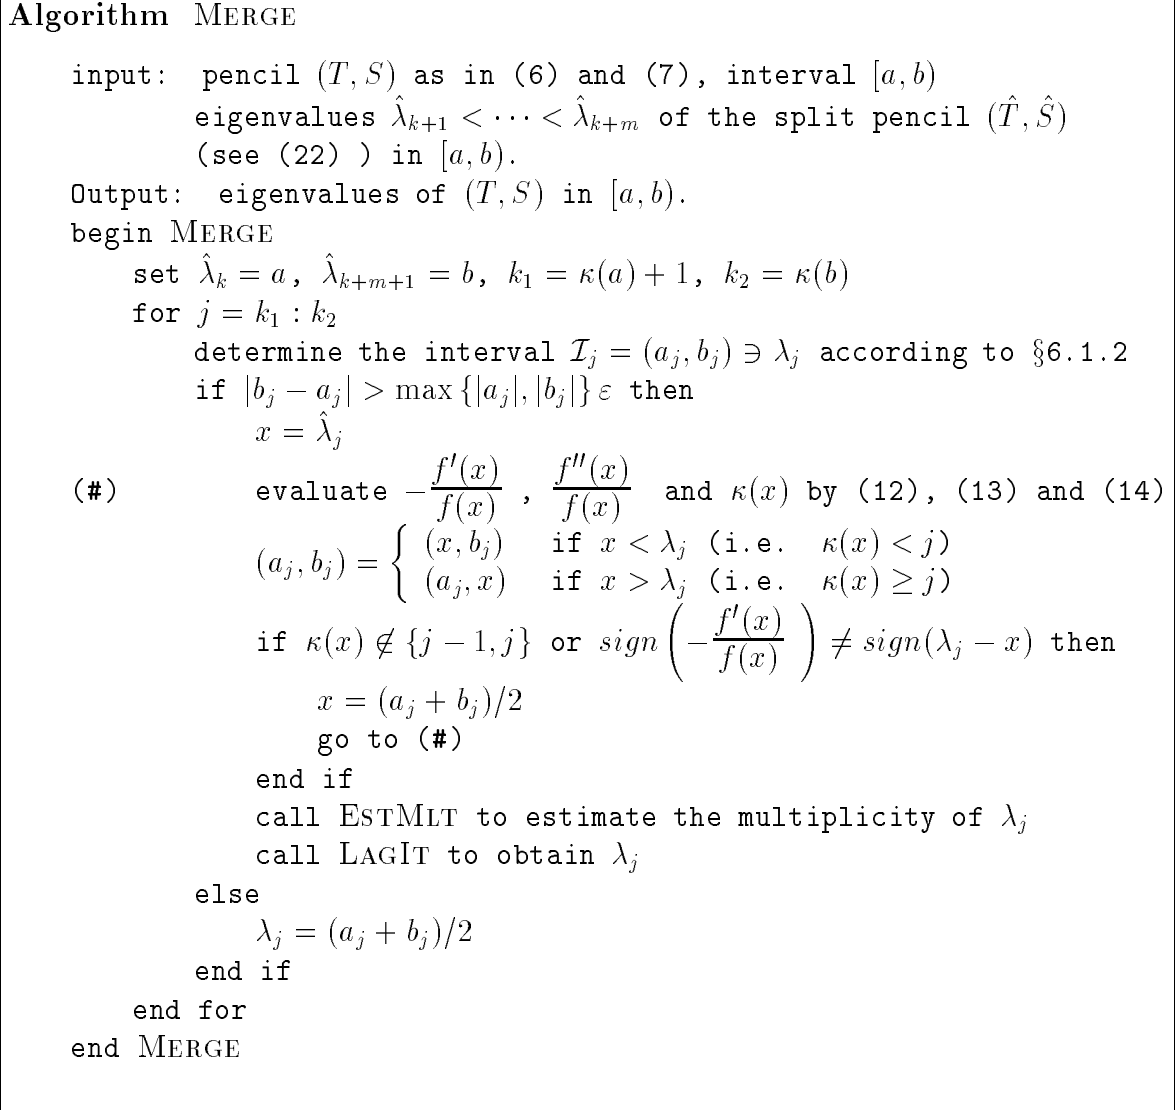 Algorithm MERGE
input: pencil (T, S) as in (6) and (7), interval [a, b)
eigenvalues λ̂ₖ₊₁ < ⋯ < λ̂ₖ₊ₘ of the split pencil (T̂, Ŝ)
(see (22) ) in [a, b).
Output: eigenvalues of (T, S) in [a, b).
begin MERGE
set λ̂_k = a, λ̂_{k+m+1} = b, k_1 = κ(a) + 1, k_2 = κ(b)
for j = k_1 : k_2
determine the interval 𝓘_j = (a_j, b_j) ∋ λ_j according to §6.1.2
if |b_j − a_j| > max {|a_j|, |b_j|} ε then
x = λ̂_j
(#) evaluate −f′(x)/f(x) , f″(x)/f(x) and κ(x) by (12), (13) and (14)
(a_j, b_j) = { (x, b_j) if x < λ_j (i.e. κ(x) < j)
(a_j, x) if x > λ_j (i.e. κ(x) ≥ j)
if κ(x) ∉ {j − 1, j} or sign(−f′(x)/f(x)) ≠ sign(λ_j − x) then
x = (a_j + b_j)/2
go to (#)
end if
call ESTMLT to estimate the multiplicity of λ_j
call LAGIT to obtain λ_j
else
λ_j = (a_j + b_j)/2
end if
end for
end MERGE